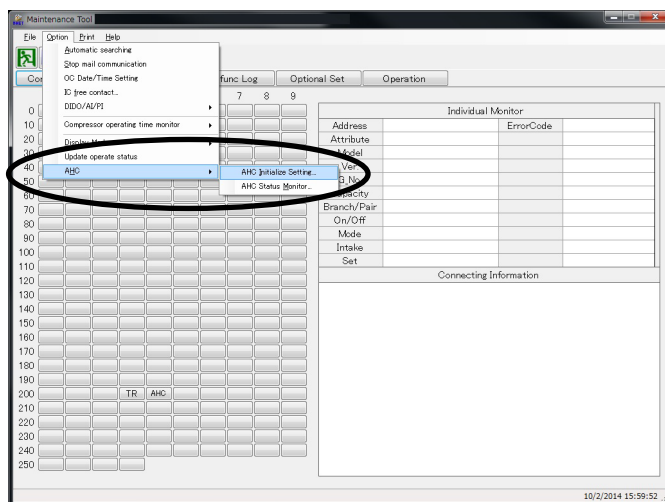 Maintenance Tool
File Option Print Help
Automatic searching
Stop mail communication
OC Date/Time Setting
IO free contact...
DIDO/AI/PI
Compressor operating time monitor
Update operate status
AHC
AHC Initialize Setting...
AHC Status Monitor...
func Log Optional Set Operation
7 8 9
0
10
20
30
40
50
60
70
80
90
100
110
120
130
140
150
160
170
180
190
200 TR AHC
210
220
230
240
250
Individual Monitor
Address ErrorCode
Attribute
Model
Ver.
Branch/Pair
On/Off
Mode
Intake
Set
Connecting Information
10/2/2014 15:59:52